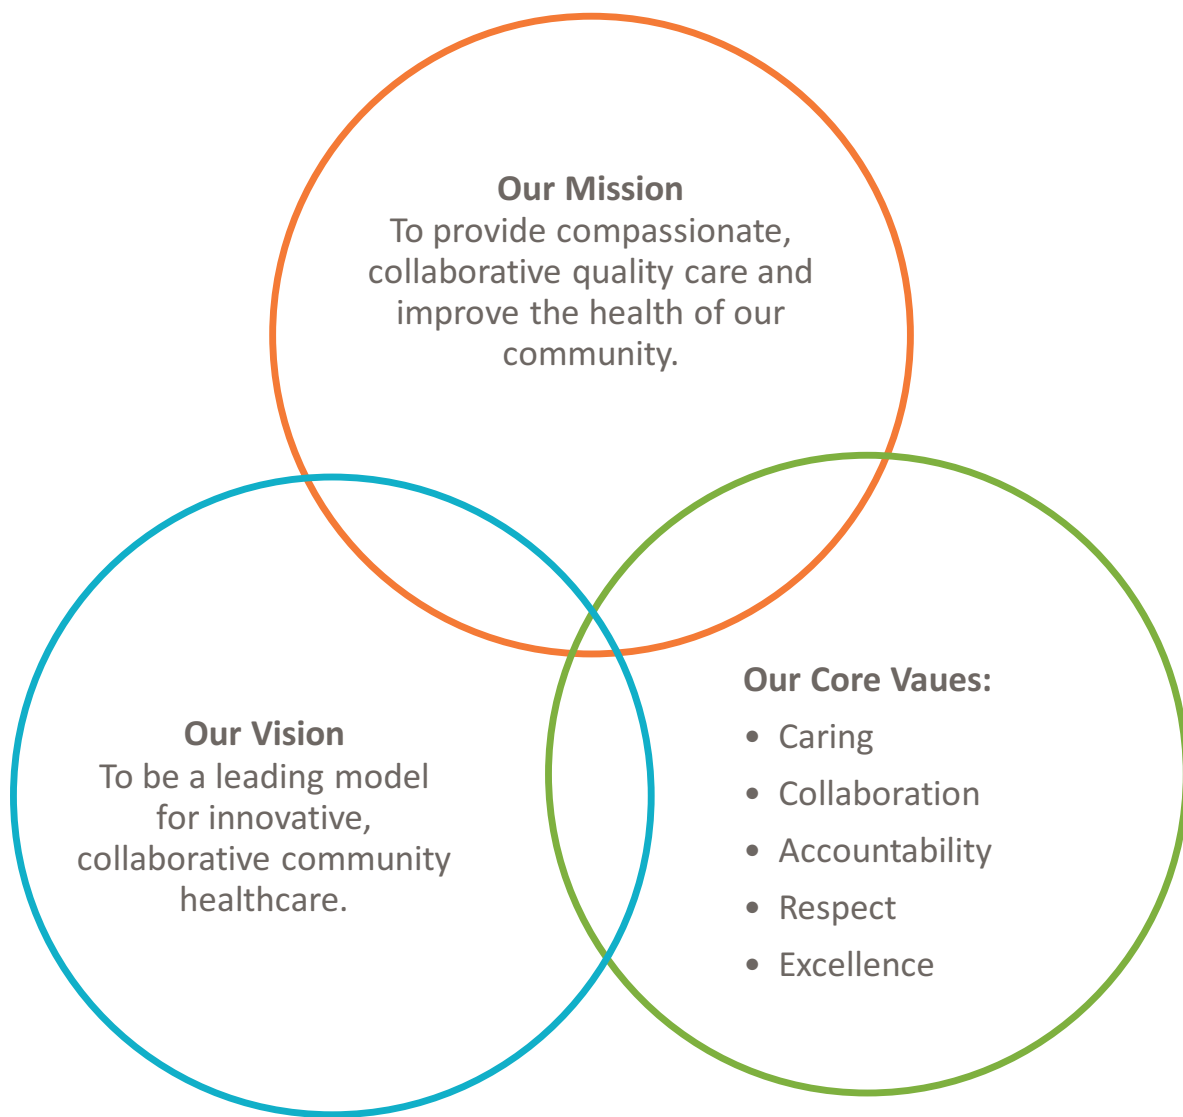 Our Mission
To provide compassionate,
collaborative quality care and
improve the health of our
community.
Our Vision
To be a leading model
for innovative,
collaborative community
healthcare.
Our Core Vaues:
• Caring
• Collaboration
• Accountability
• Respect
• Excellence